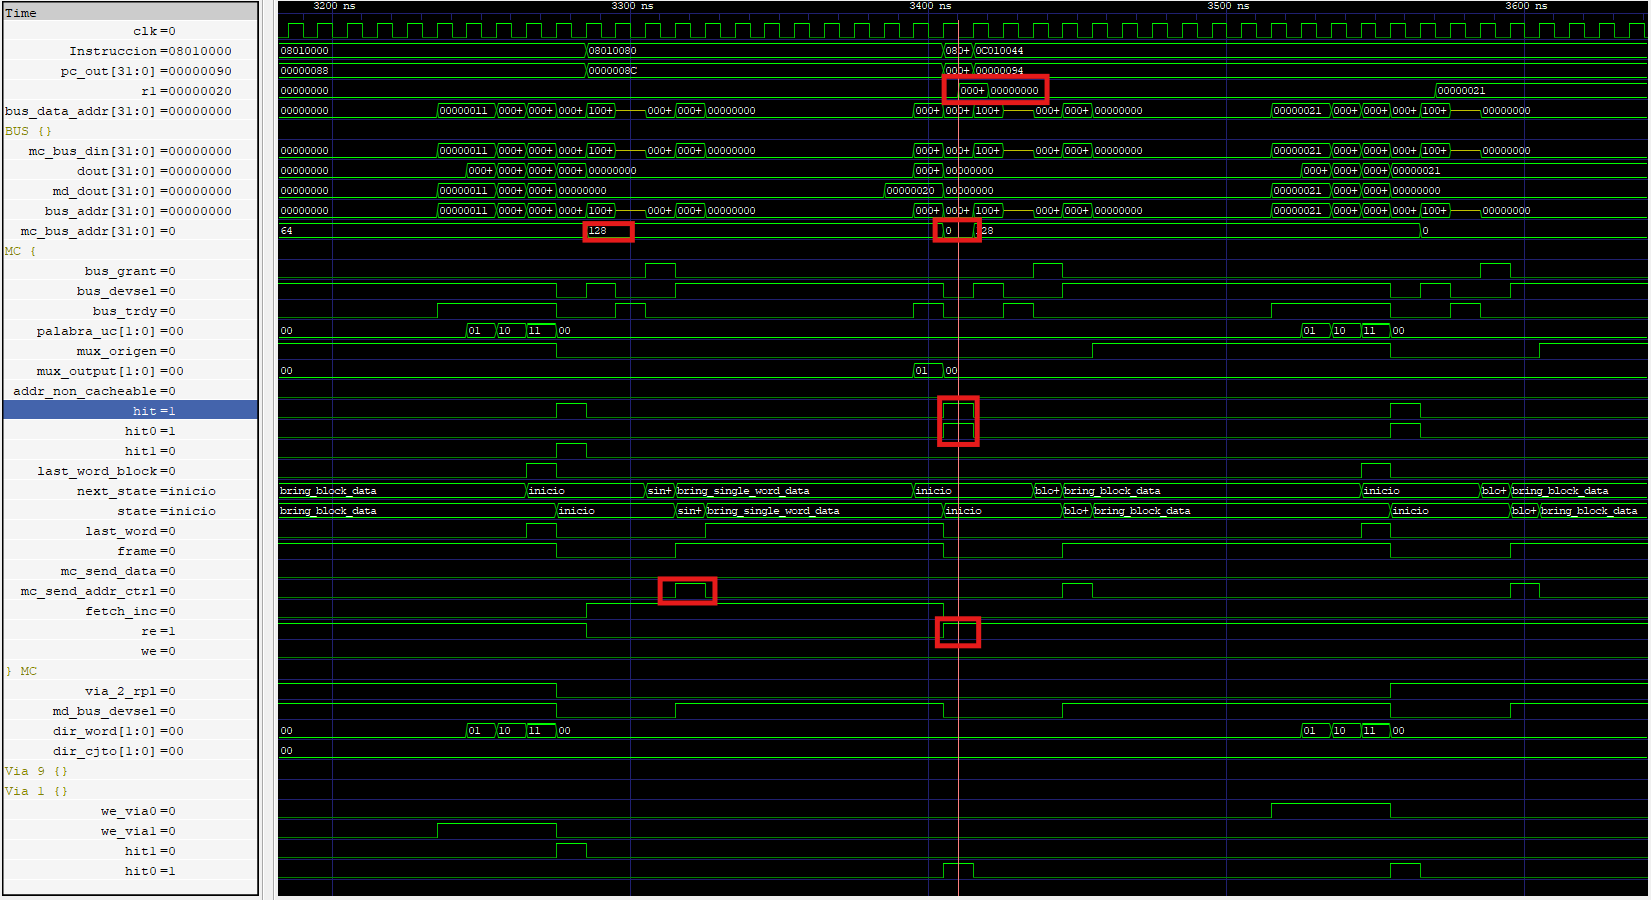 Time 3200 ns 3300 ns 3400 ns 3500 ns 3600 ns
clk=0
Instruccion=08010000 08010000 08010080 080+ 0C010044
pc_out[31:0]=00000090 00000088 0000008C 000+ 00000094
r1=00000020 00000000 000+ 00000000 00000021
bus_data_addr[31:0]=00000000 00000000 00000011 000+ 000+ 000+ 100+ 000+ 000+ 00000000 000+ 000+ 100+ 000+ 000+ 00000000 00000021 000+ 000+ 000+ 100+ 00000000
BUS {}
mc_bus_din[31:0]=00000000 00000000 00000011 000+ 000+ 000+ 100+ 000+ 000+ 00000000 000+ 000+ 100+ 000+ 000+ 00000000 00000021 000+ 000+ 000+ 100+ 00000000
dout[31:0]=00000000 00000000 000+ 000+ 000+ 000+ 00000000 000+ 00000000 000+ 000+ 000+ 00000021
md_dout[31:0]=00000000 00000000 00000011 000+ 000+ 00000000 00000020 00000000 00000021 000+ 000+ 00000000
bus_addr[31:0]=00000000 00000000 00000011 000+ 000+ 000+ 100+ 000+ 000+ 00000000 000+ 000+ 100+ 000+ 000+ 00000000 00000021 000+ 000+ 000+ 100+ 00000000
mc_bus_addr[31:0]=0 64 128 0 128 0
MC {
bus_grant=0
bus_devsel=0
bus_trdy=0
palabra_uc[1:0]=00 00 01 10 11 00 01 10 11 00
mux_origen=0
mux_output[1:0]=00 00 01 00
addr_non_cacheable=0
hit=1
hit0=1
hit1=0
last_word_block=0
next_state=inicio bring_block_data inicio sin+ bring_single_word_data inicio blo+ bring_block_data inicio blo+ bring_block_data
state=inicio bring_block_data inicio sin+ bring_single_word_data inicio blo+ bring_block_data inicio blo+ bring_block_data
last_word=0
frame=0
mc_send_data=0
mc_send_addr_ctrl=0
fetch_inc=0
re=1
we=0
} MC
via_2_rpl=0
md_bus_devsel=0
dir_word[1:0]=00 00 01 10 11 00 01 10 11 00
dir_cjto[1:0]=00 00
Via 9 {}
Via 1 {}
we_via0=0
we_via1=0
hit1=0
hit0=1